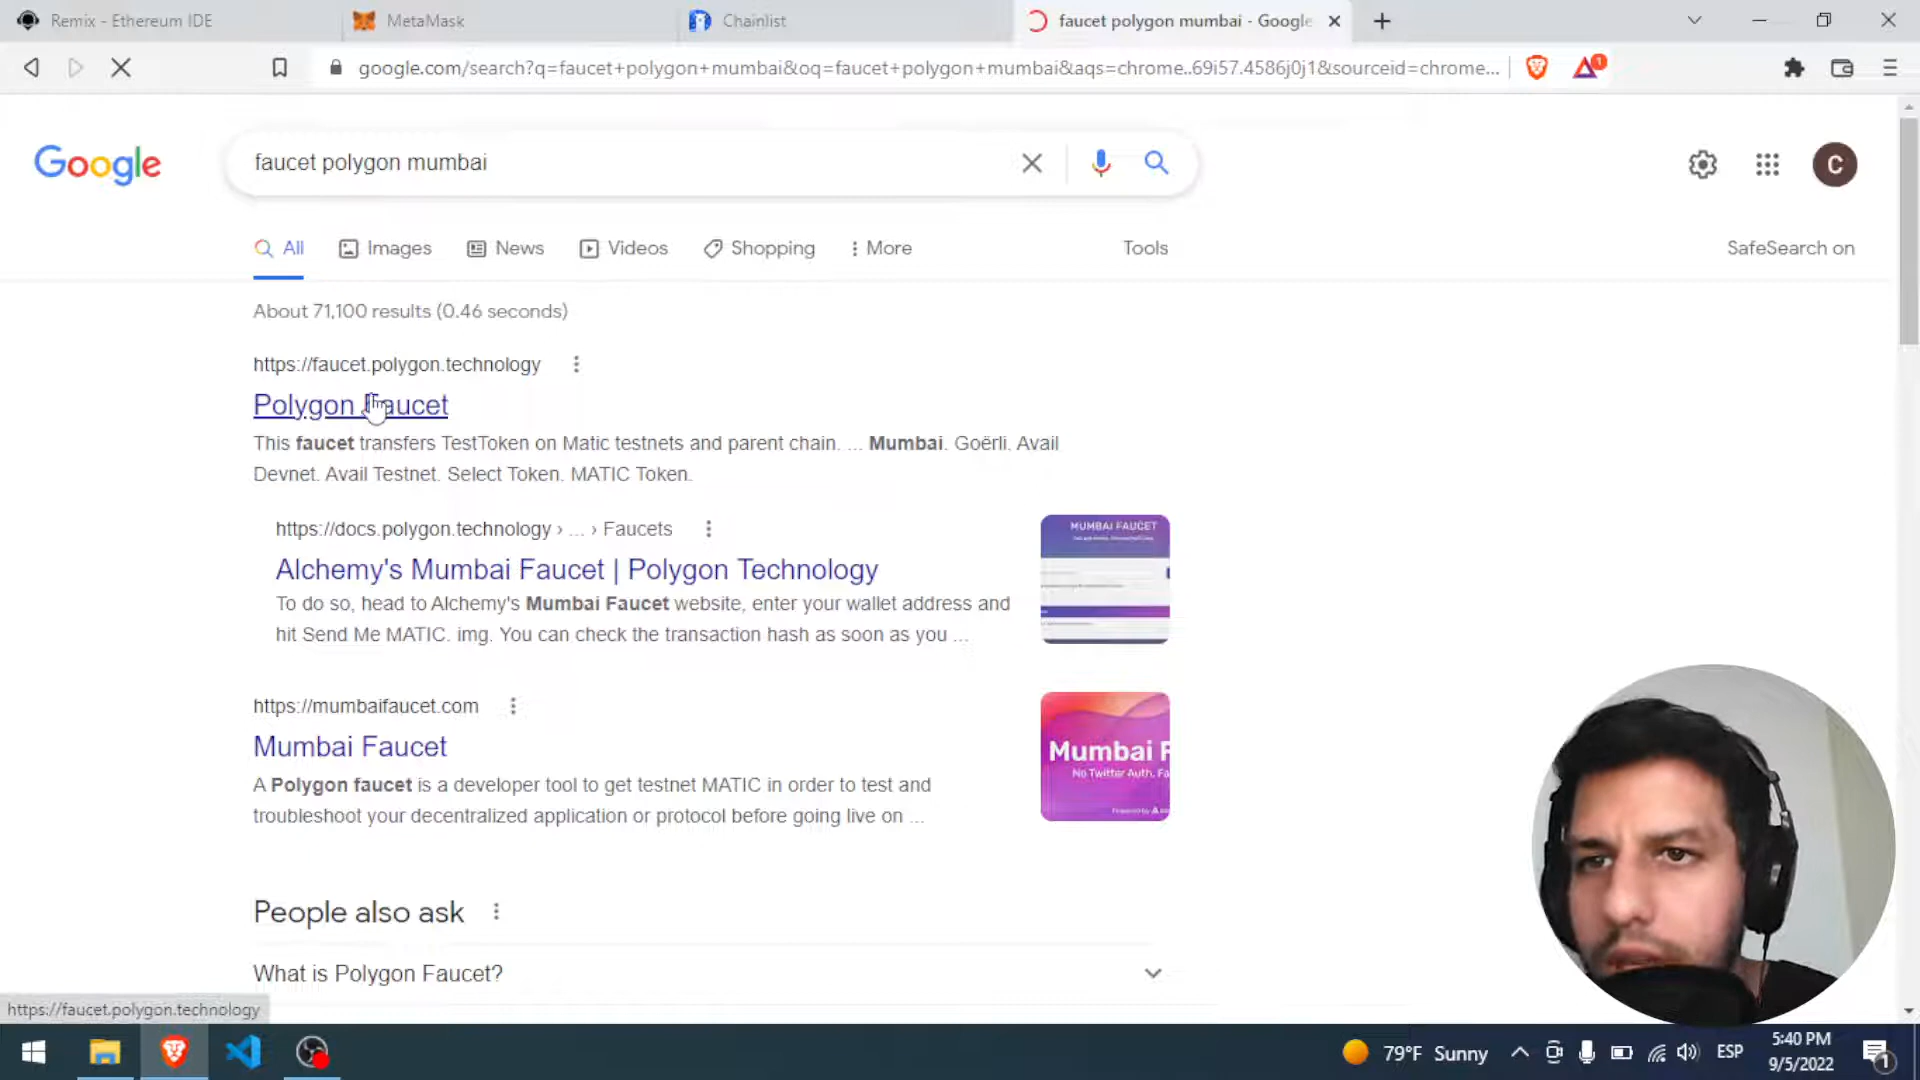 Remix - Ethereum IDE
MetaMask
Chainlist
faucet polygon mumbai - Google
google.com/search?q=faucet+polygon+mumbai&oq=faucet+polygon+mumbai&aqs=chrome..69i57.4586j0j1&sourceid=chrome...
1
Google
faucet polygon mumbai
C
All
Images
News
Videos
Shopping
More
Tools
SafeSearch on
About 71,100 results (0.46 seconds)
https://faucet.polygon.technology
Polygon Faucet
This faucet transfers TestToken on Matic testnets and parent chain. ... Mumbai. Goërli. Avail
Devnet. Avail Testnet. Select Token. MATIC Token.
https://docs.polygon.technology › ... › Faucets
Alchemy's Mumbai Faucet | Polygon Technology
To do so, head to Alchemy's Mumbai Faucet website, enter your wallet address and
hit Send Me MATIC. img. You can check the transaction hash as soon as you ...
MUMBAI FAUCET
https://mumbaifaucet.com
Mumbai Faucet
A Polygon faucet is a developer tool to get testnet MATIC in order to test and
troubleshoot your decentralized application or protocol before going live on ...
Mumbai F
No Twitter Auth, Fa
People also ask
What is Polygon Faucet?
https://faucet.polygon.technology
79°F Sunny
ESP
5:40 PM
9/5/2022
1